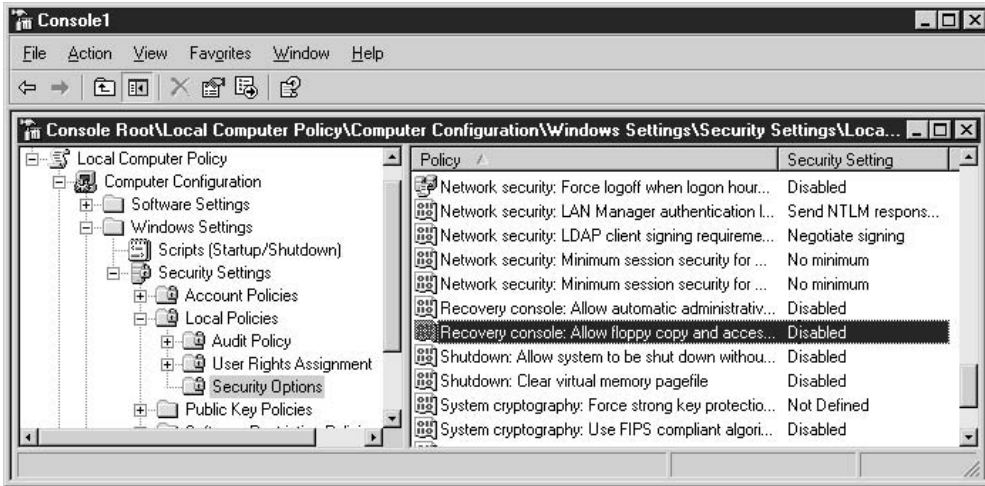 Console1
File Action View Favorites Window Help
Console Root\Local Computer Policy\Computer Configuration\Windows Settings\Security Settings\Loca...
Local Computer Policy
Computer Configuration
Software Settings
Windows Settings
Scripts (Startup/Shutdown)
Security Settings
Account Policies
Local Policies
Audit Policy
User Rights Assignment
Security Options
Public Key Policies
Policy Security Setting
Network security: Force logoff when logon hour... Disabled
Network security: LAN Manager authentication l... Send NTLM respons...
Network security: LDAP client signing requireme... Negotiate signing
Network security: Minimum session security for ... No minimum
Network security: Minimum session security for ... No minimum
Recovery console: Allow automatic administrativ... Disabled
Recovery console: Allow floppy copy and acces... Disabled
Shutdown: Allow system to be shut down withou... Disabled
Shutdown: Clear virtual memory pagefile Disabled
System cryptography: Force strong key protectio... Not Defined
System cryptography: Use FIPS compliant algori... Disabled